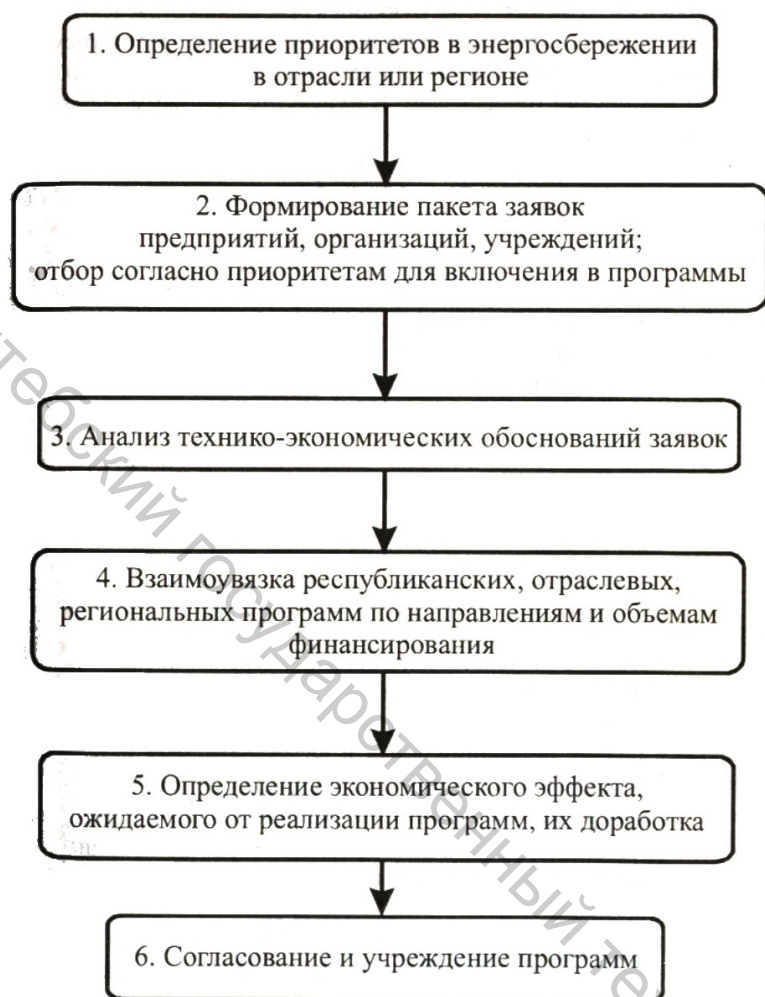 1. Определение приоритетов в энергосбережении
в отрасли или регионе
2. Формирование пакета заявок
предприятий, организаций, учреждений;
отбор согласно приоритетам для включения в программы
3. Анализ технико-экономических обоснований заявок
4. Взаимоувязка республиканских, отраслевых,
региональных программ по направлениям и объемам
финансирования
5. Определение экономического эффекта,
ожидаемого от реализации программ, их доработка
6. Согласование и учреждение программ
государственный